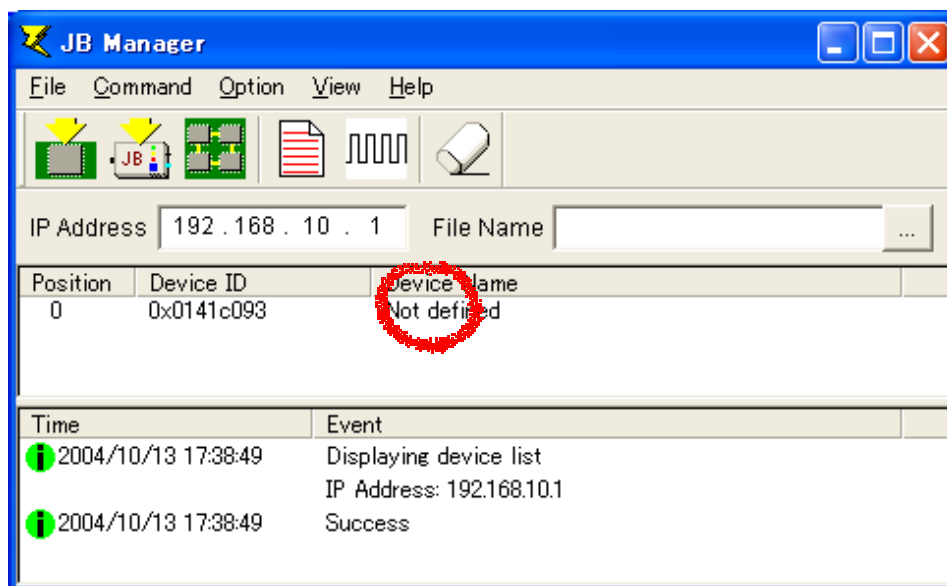 JB Manager
File Command Option View Help
JB
IP Address 192.168.10.1 File Name ...
Position Device ID Device Name
0 0x0141c093 Not defined
Time Event
2004/10/13 17:38:49 Displaying device list
IP Address: 192.168.10.1
2004/10/13 17:38:49 Success